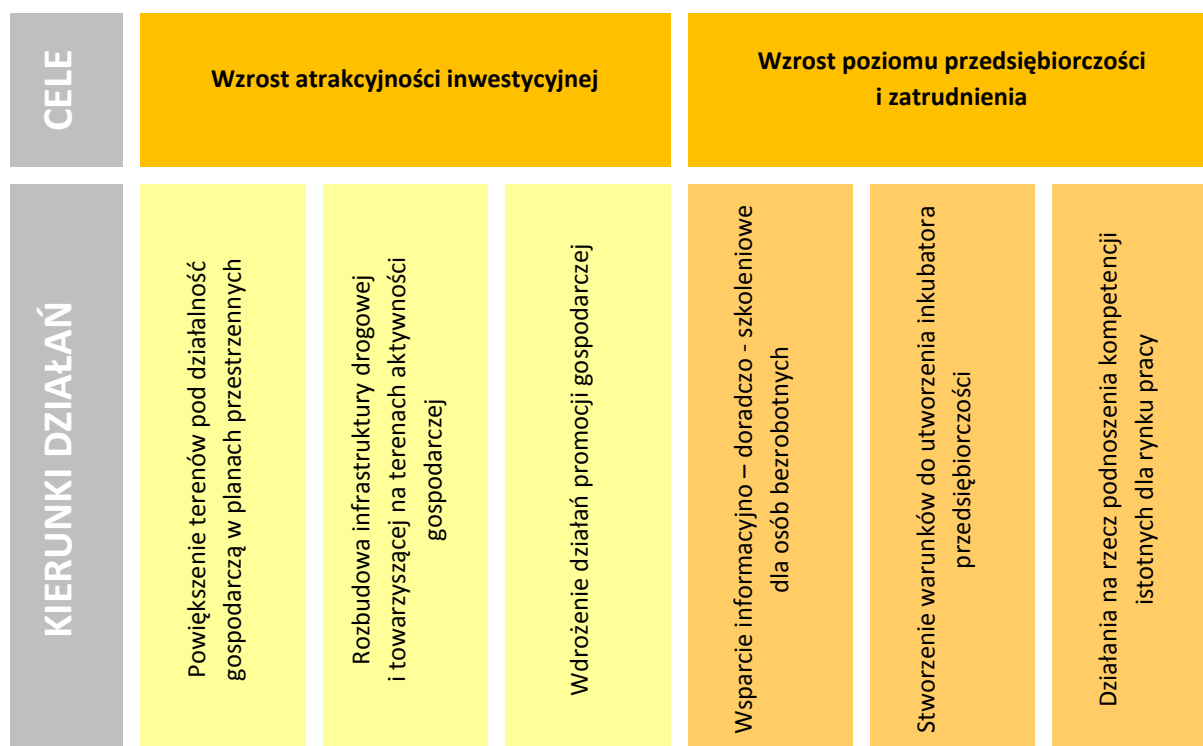 CELE
Wzrost atrakcyjności inwestycyjnej
Wzrost poziomu przedsiębiorczości
i zatrudnienia
KIERUNKI DZIAŁAŃ
Powiększenie terenów pod działalność
gospodarczą w planach przestrzennych
Rozbudowa infrastruktury drogowej
i towarzyszącej na terenach aktywności
gospodarczej
Wdrożenie działań promocji gospodarczej
Wsparcie informacyjno – doradczo - szkoleniowe
dla osób bezrobotnych
Stworzenie warunków do utworzenia inkubatora
przedsiębiorczości
Działania na rzecz podnoszenia kompetencji
istotnych dla rynku pracy